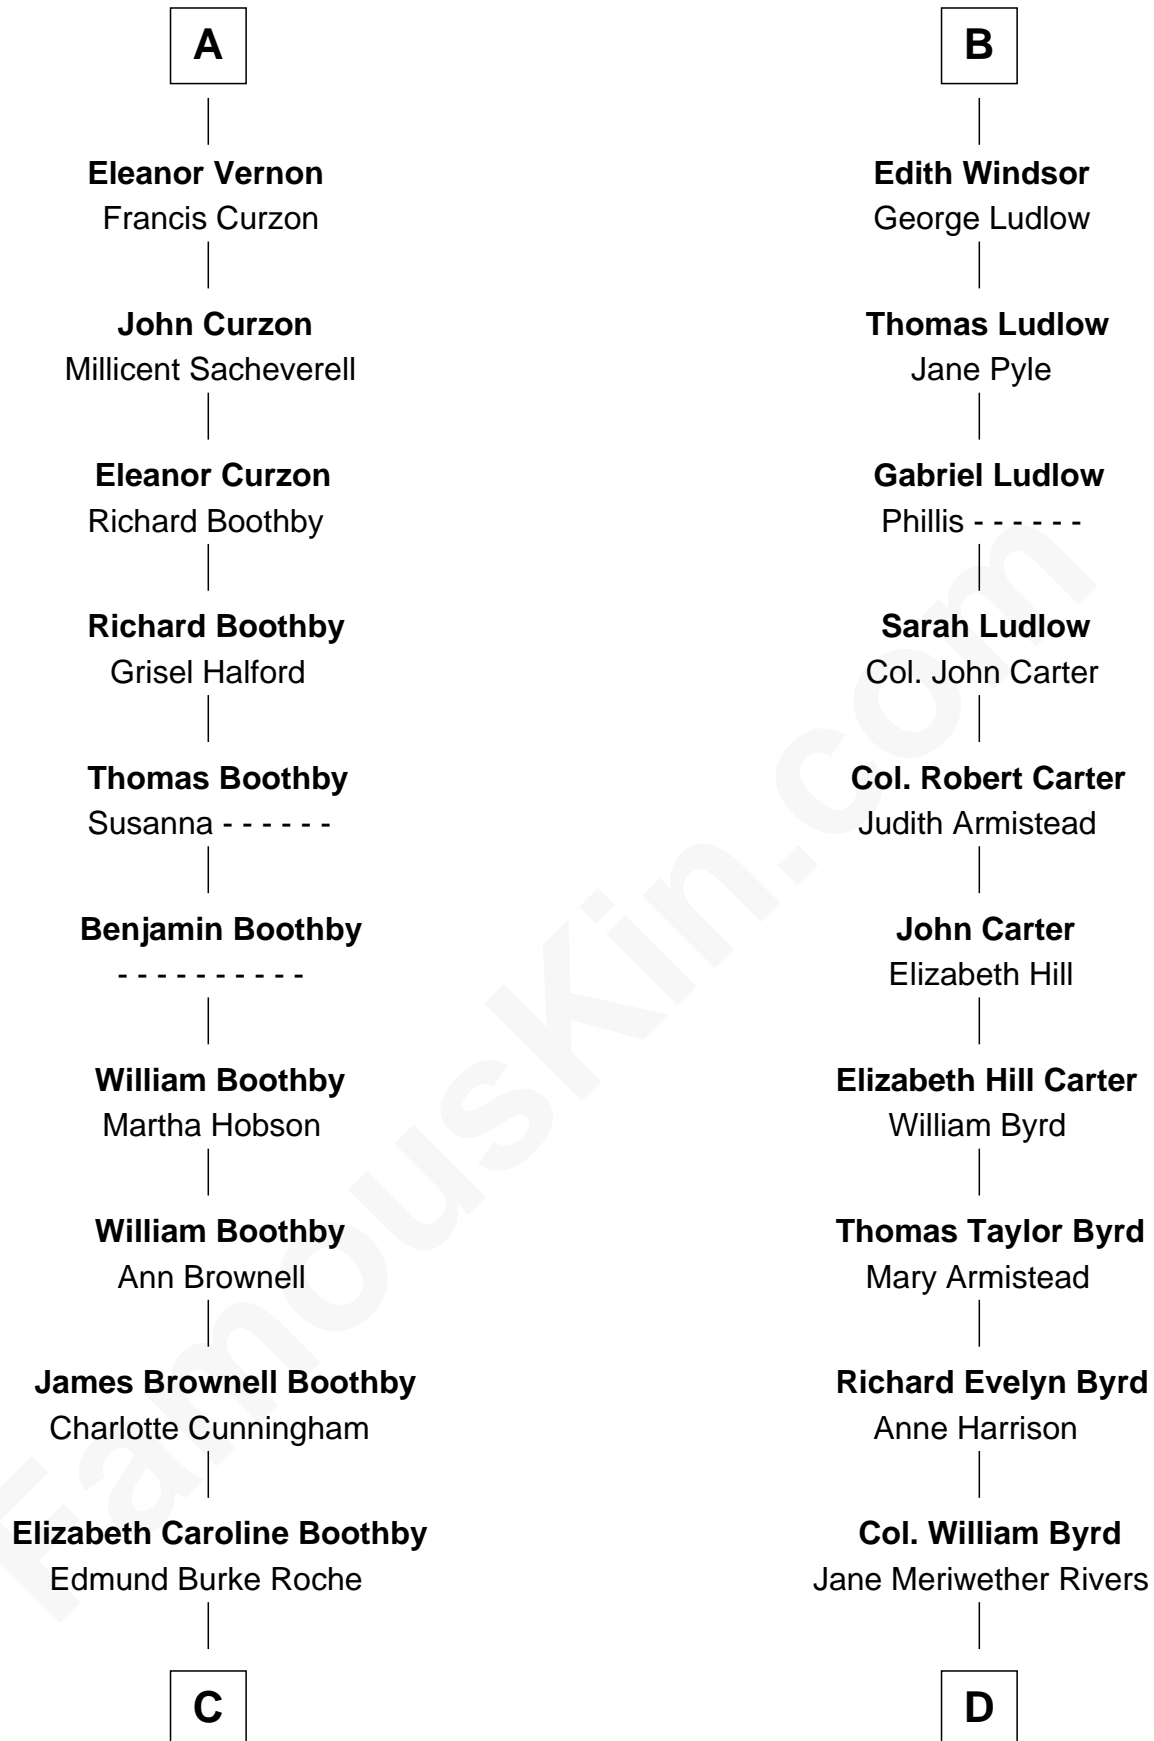 A
Eleanor Vernon
Francis Curzon
John Curzon
Millicent Sacheverell
Eleanor Curzon
Richard Boothby
Richard Boothby
Grisel Halford
Thomas Boothby
Susanna - - - - - -
Benjamin Boothby
- - - - - - - - - -
William Boothby
Martha Hobson
William Boothby
Ann Brownell
James Brownell Boothby
Charlotte Cunningham
Elizabeth Caroline Boothby
Edmund Burke Roche
C
B
Edith Windsor
George Ludlow
Thomas Ludlow
Jane Pyle
Gabriel Ludlow
Phillis - - - - - -
Sarah Ludlow
Col. John Carter
Col. Robert Carter
Judith Armistead
John Carter
Elizabeth Hill
Elizabeth Hill Carter
William Byrd
Thomas Taylor Byrd
Mary Armistead
Richard Evelyn Byrd
Anne Harrison
Col. William Byrd
Jane Meriwether Rivers
D
FamousKin.com